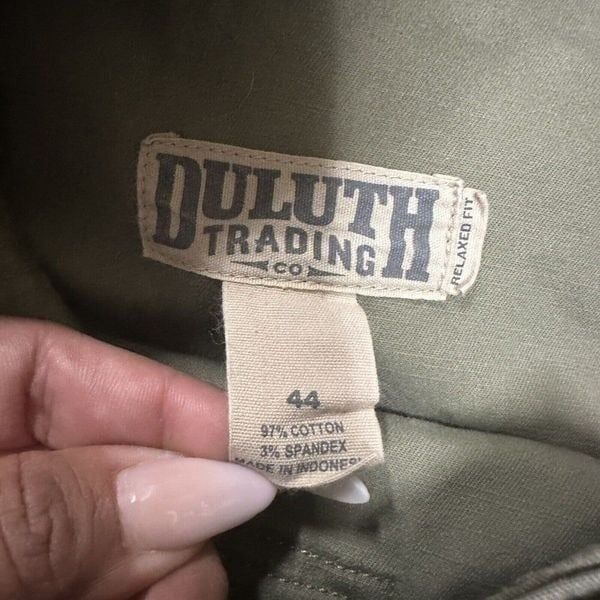 DULUTH
TRADING
CO
RELAXED FIT
44
97% COTTON
3% SPANDEX
MADE IN INDONES